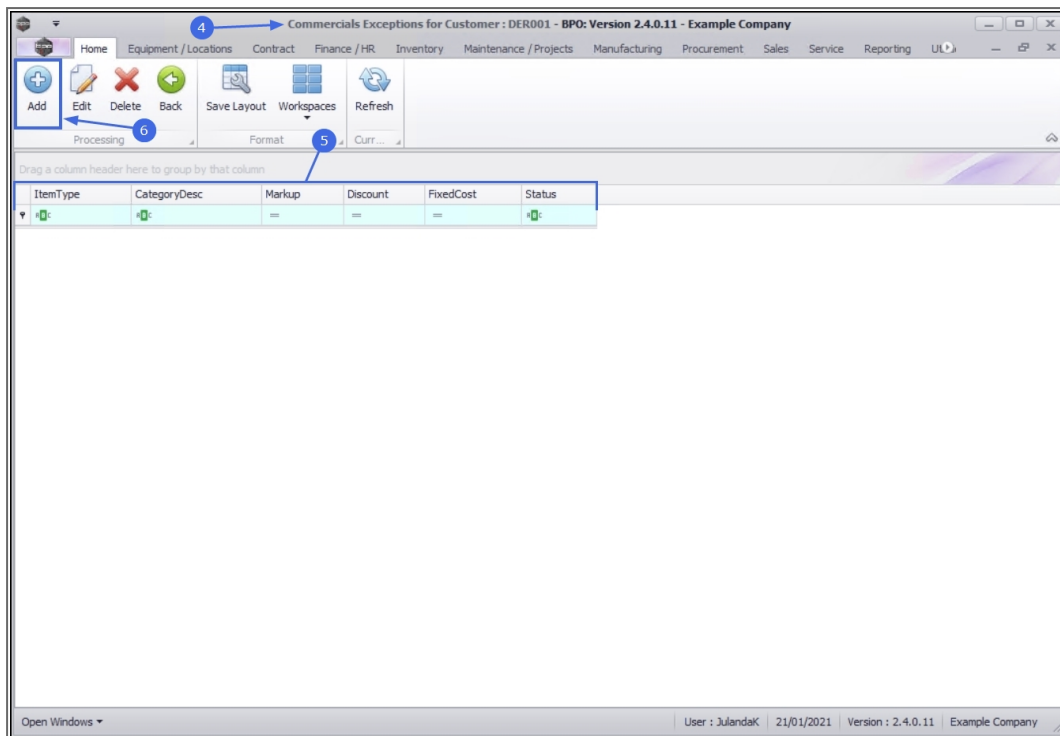 4
Commercials Exceptions for Customer : DER001 - BPO: Version 2.4.0.11 - Example Company
Home Equipment / Locations Contract Finance / HR Inventory Maintenance / Projects Manufacturing Procurement Sales Service Reporting
Add Edit Delete Back Save Layout Workspaces Refresh
6
Processing Format 5 Curr...
Drag a column header here to group by that column
ItemType CategoryDesc Markup Discount FixedCost Status
= = =
Open Windows User : JulandaK 21/01/2021 Version : 2.4.0.11 Example Company